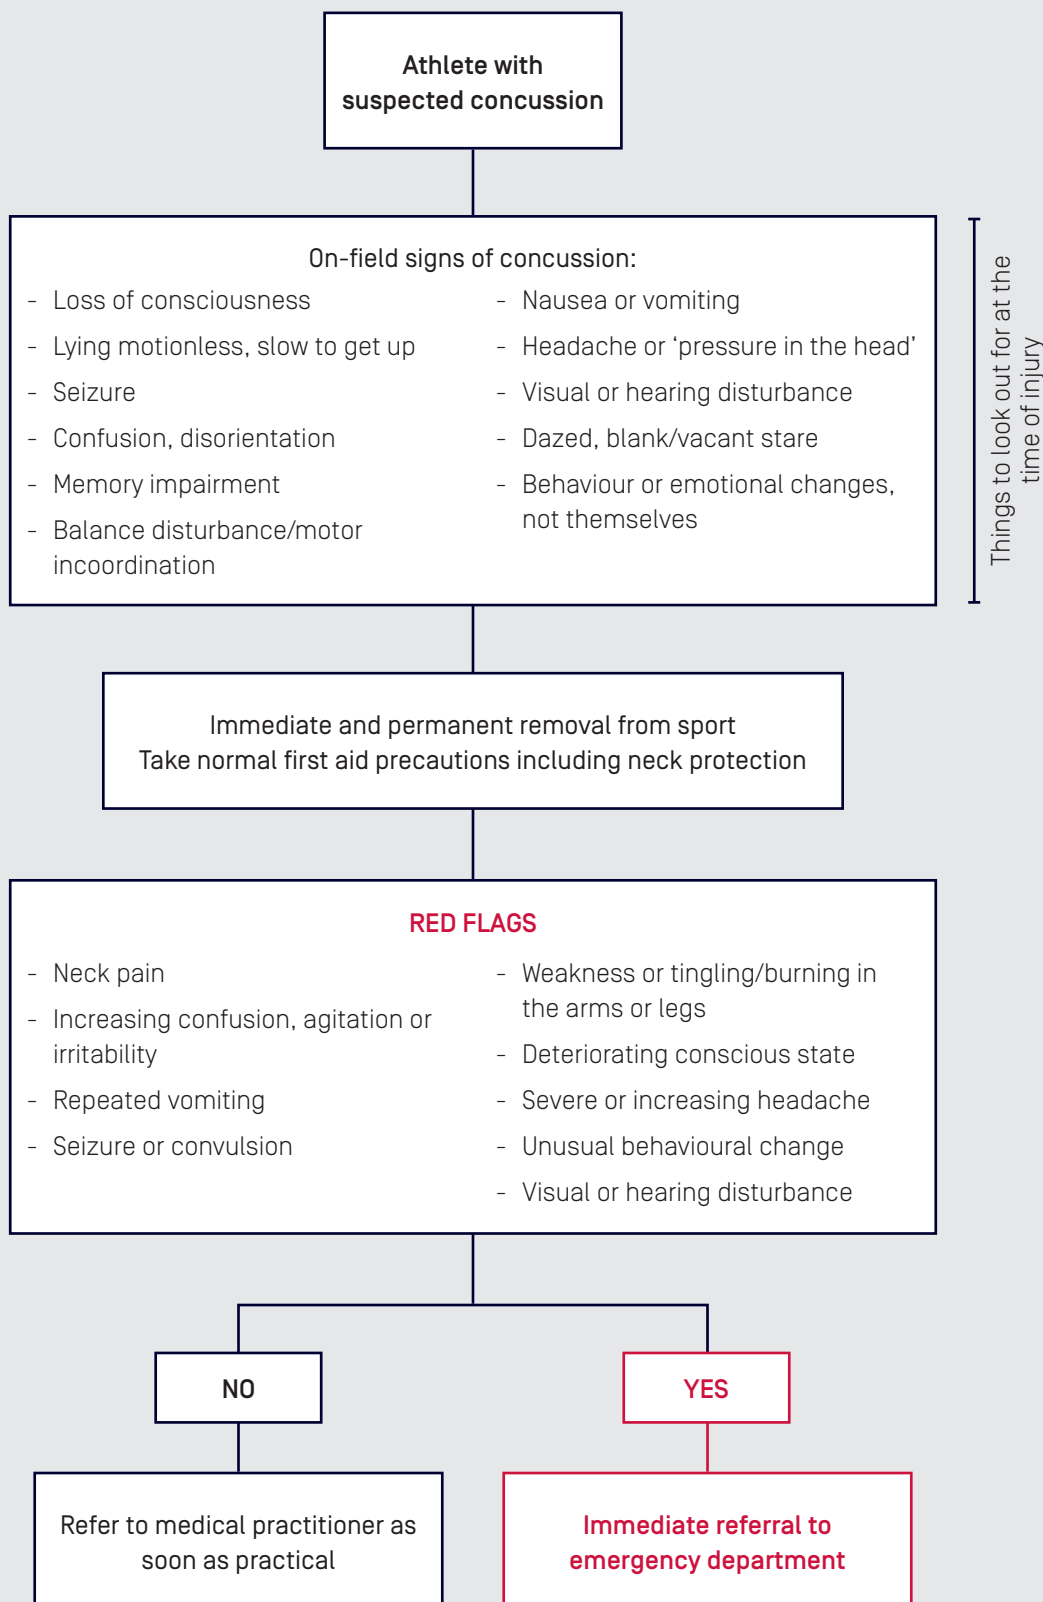 Athlete with
suspected concussion
On-field signs of concussion:
- Loss of consciousness
- Lying motionless, slow to get up
- Seizure
- Confusion, disorientation
- Memory impairment
- Balance disturbance/motor
incoordination
- Nausea or vomiting
- Headache or ‘pressure in the head’
- Visual or hearing disturbance
- Dazed, blank/vacant stare
- Behaviour or emotional changes,
not themselves
Things to look out for at the
time of injury
Immediate and permanent removal from sport
Take normal first aid precautions including neck protection
RED FLAGS
- Neck pain
- Increasing confusion, agitation or
irritability
- Repeated vomiting
- Seizure or convulsion
- Weakness or tingling/burning in
the arms or legs
- Deteriorating conscious state
- Severe or increasing headache
- Unusual behavioural change
- Visual or hearing disturbance
NO
YES
Refer to medical practitioner as
soon as practical
Immediate referral to
emergency department